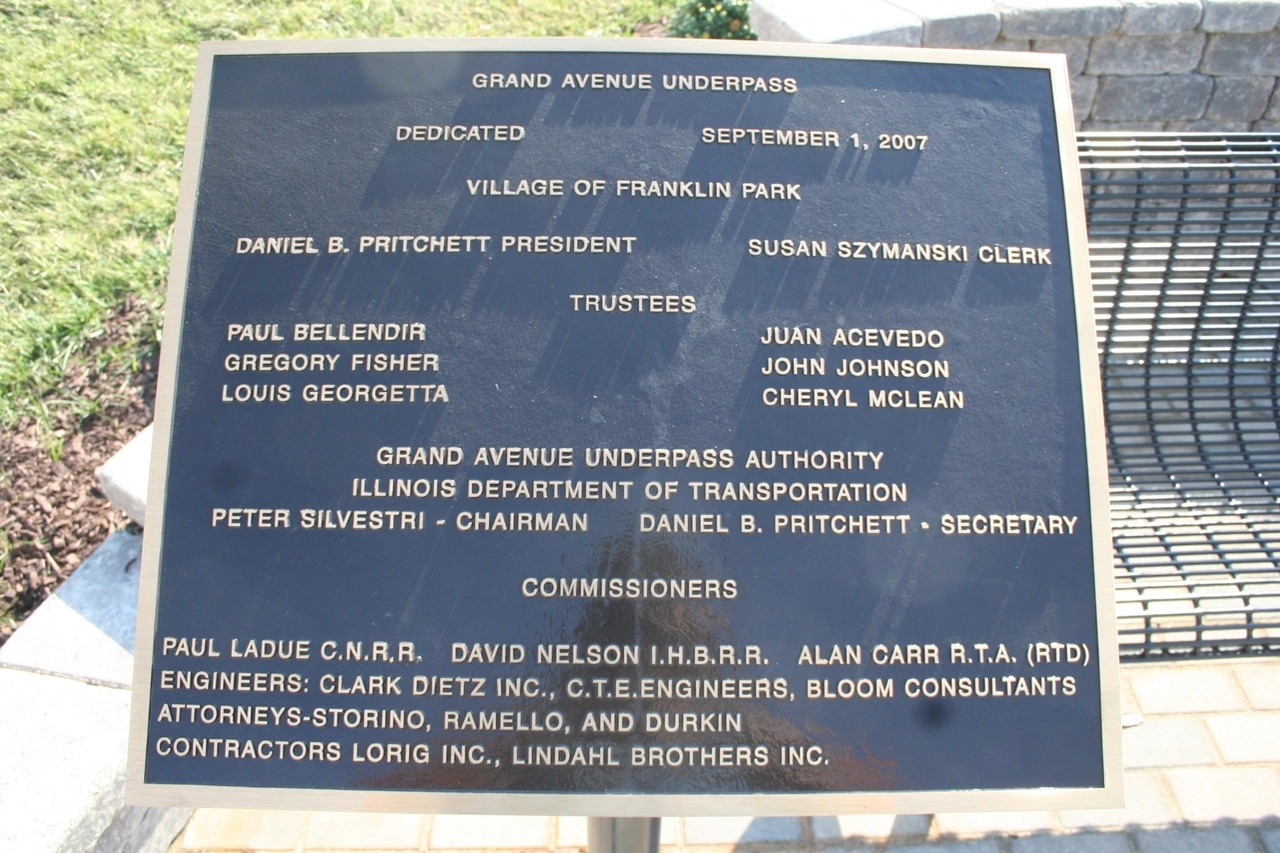 GRAND AVENUE UNDERPASS
DEDICATED SEPTEMBER 1, 2007
VILLAGE OF FRANKLIN PARK
DANIEL B. PRITCHETT PRESIDENT SUSAN SZYMANSKI CLERK
TRUSTEES
PAUL BELLENDIR JUAN ACEVEDO
GREGORY FISHER JOHN JOHNSON
LOUIS GEORGETTA CHERYL MCLEAN
GRAND AVENUE UNDERPASS AUTHORITY
ILLINOIS DEPARTMENT OF TRANSPORTATION
PETER SILVESTRI - CHAIRMAN DANIEL B. PRITCHETT - SECRETARY
COMMISSIONERS
PAUL LADUE C.N.R.R. DAVID NELSON I.H.B.R.R. ALAN CARR R.T.A. (RTD)
ENGINEERS: CLARK DIETZ INC., C.T.E.ENGINEERS, BLOOM CONSULTANTS
ATTORNEYS-STORINO, RAMELLO, AND DURKIN
CONTRACTORS LORIG INC., LINDAHL BROTHERS INC.